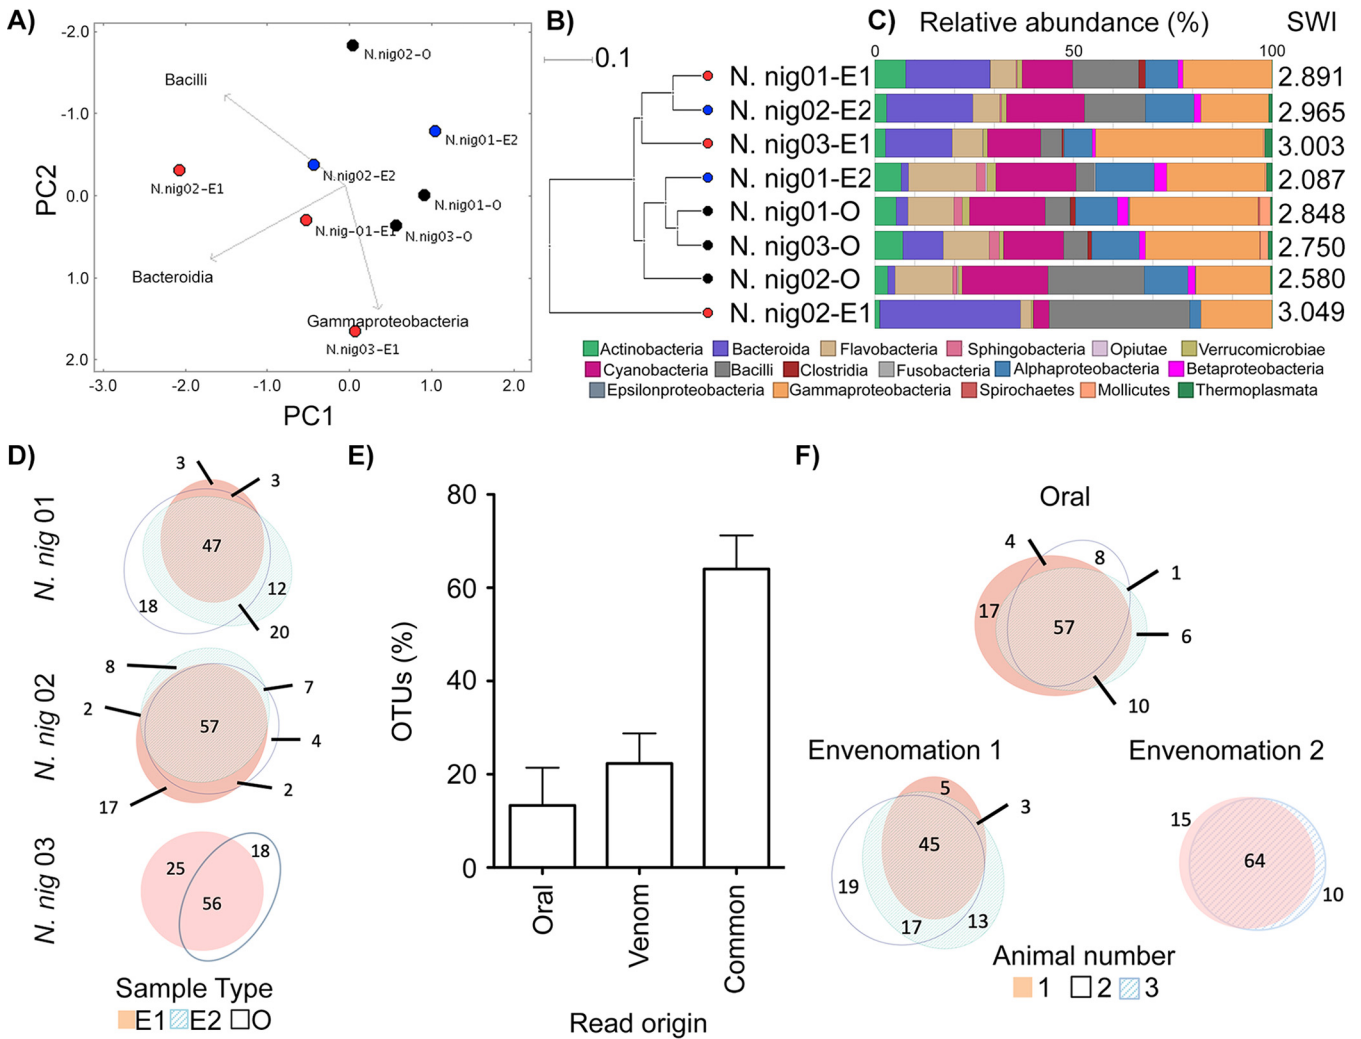 A)
-2.0
-1.0
0.0
1.0
2.0
PC2
-3.0 -2.0 -1.0 0.0 1.0 2.0
PC1
N.nig02-O
Bacilli
N.nig01-E2
N.nig02-E1
N.nig02-E2
N.nig01-O
N.nig-01-E1
N.nig03-O
Bacteroidia
Gammaproteobacteria
N.nig03-E1
B)
0.1
C) Relative abundance (%) SWI
0 50 100
N. nig01-E1 2.891
N. nig02-E2 2.965
N. nig03-E1 3.003
N. nig01-E2 2.087
N. nig01-O 2.848
N. nig03-O 2.750
N. nig02-O 2.580
N. nig02-E1 3.049
Actinobacteria Bacteroida Flavobacteria Sphingobacteria Opiutae Verrucomicrobiae
Cyanobacteria Bacilli Clostridia Fusobacteria Alphaproteobacteria Betaproteobacteria
Epsilonproteobacteria Gammaproteobacteria Spirochaetes Mollicutes Thermoplasmata
D)
N. nig 01
3
3
47
12
18
20
N. nig 02
8
7
2
57
4
2
17
N. nig 03
25
18
56
Sample Type
E1 E2 O
E)
80
60
40
20
0
OTUs (%)
Oral
Venom
Common
Read origin
F)
Oral
4
8
1
17
57
6
10
Envenomation 1
5
3
45
19
17
13
Envenomation 2
15
64
10
Animal number
1 2 3